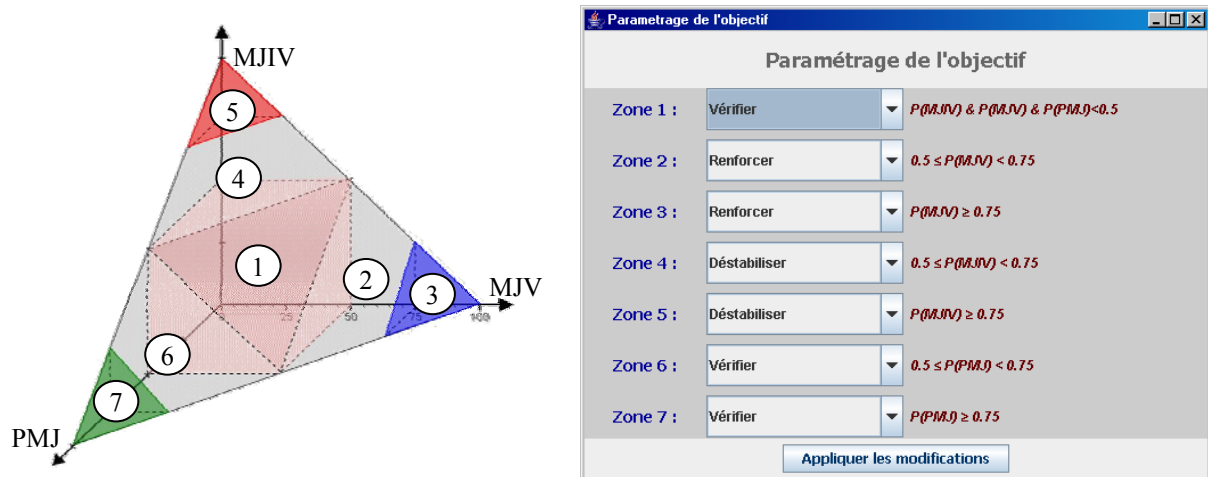 MJIV
5
4
1
2
3
MJV
25
50
75
100
6
7
PMJ
Parametrage de l'objectif
Paramétrage de l'objectif
Zone 1 : Vérifier P(MJIV) & P(MJV) & P(PMJ)<0.5
Zone 2 : Renforcer 0.5 ≤ P(MJV) < 0.75
Zone 3 : Renforcer P(MJV) ≥ 0.75
Zone 4 : Déstabiliser 0.5 ≤ P(MJIV) < 0.75
Zone 5 : Déstabiliser P(MJIV) ≥ 0.75
Zone 6 : Vérifier 0.5 ≤ P(PMJ) < 0.75
Zone 7 : Vérifier P(PMJ) ≥ 0.75
Appliquer les modifications